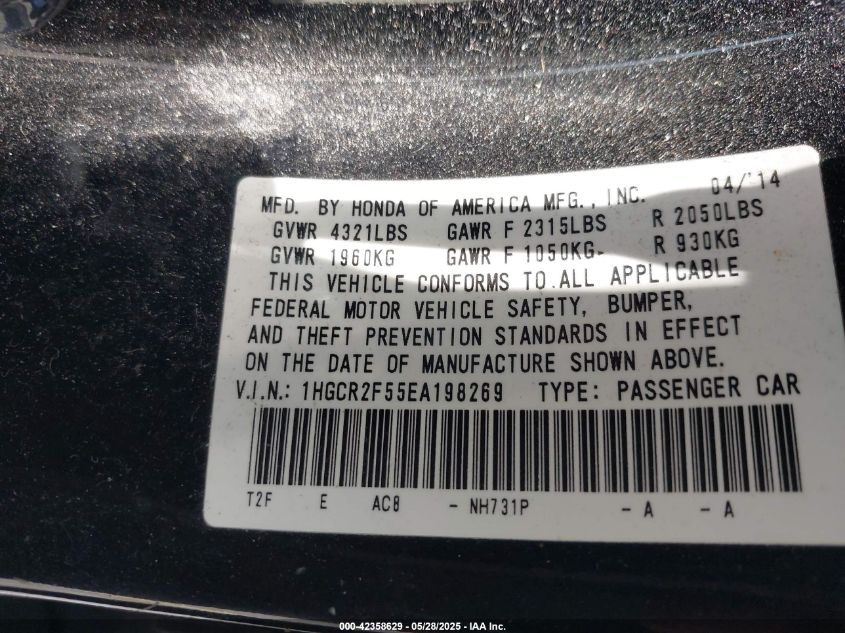 MFD. BY HONDA OF AMERICA MFG., INC. 04/'14
GVWR 4321LBS GAWR F 2315LBS R 2050LBS
GVWR 1960KG GAWR F 1050KG R 930KG
THIS VEHICLE CONFORMS TO ALL APPLICABLE
FEDERAL MOTOR VEHICLE SAFETY, BUMPER,
AND THEFT PREVENTION STANDARDS IN EFFECT
ON THE DATE OF MANUFACTURE SHOWN ABOVE.
V.I.N.: 1HGCR2F55EA198269 TYPE: PASSENGER CAR
T2F E AC8 - NH731P - A - A
000-42358629 - 05/28/2025 - IAA Inc.